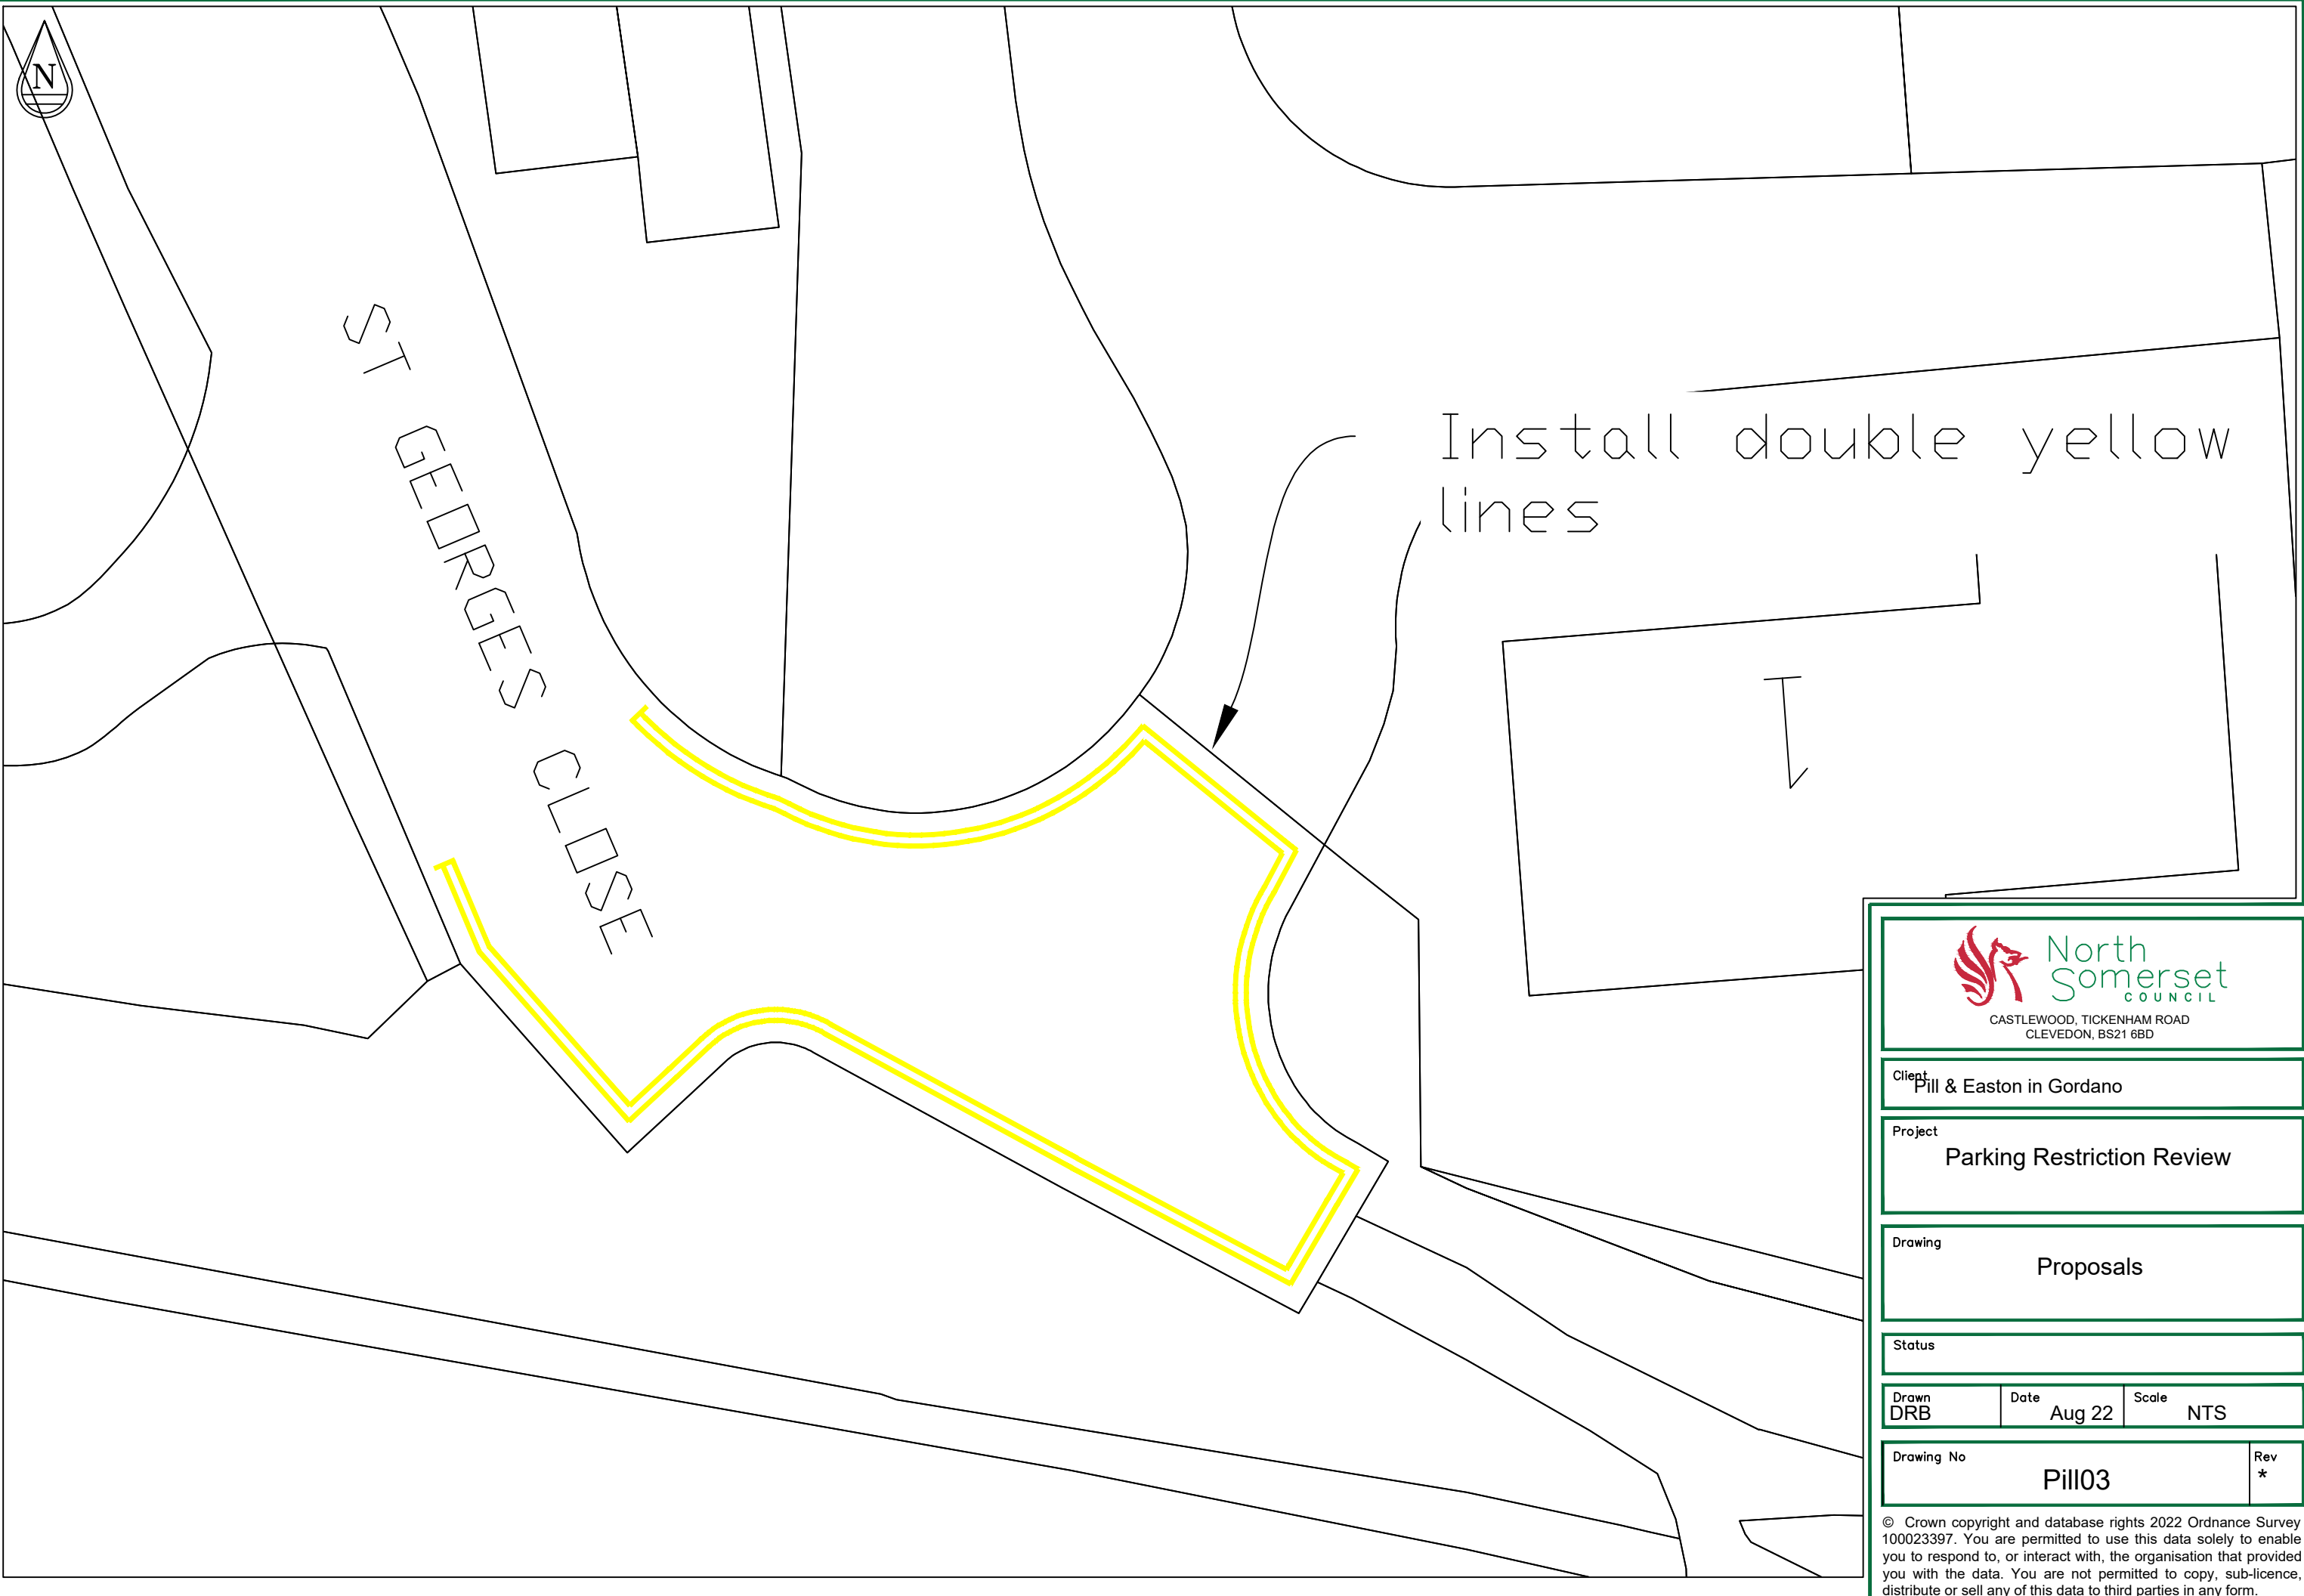 N
ST GEORGES CLOSE
Install double yellow
lines
1
North
Somerset
COUNCIL
CASTLEWOOD, TICKENHAM ROAD
CLEVEDON, BS21 6BD
Client
Pill & Easton in Gordano
Project
Parking Restriction Review
Drawing
Proposals
Status
Drawn
DRB
Date
Aug 22
Scale
NTS
Drawing No
Pill03
Rev
*
© Crown copyright and database rights 2022 Ordnance Survey
100023397. You are permitted to use this data solely to enable
you to respond to, or interact with, the organisation that provided
you with the data. You are not permitted to copy, sub-licence,
distribute or sell any of this data to third parties in any form.